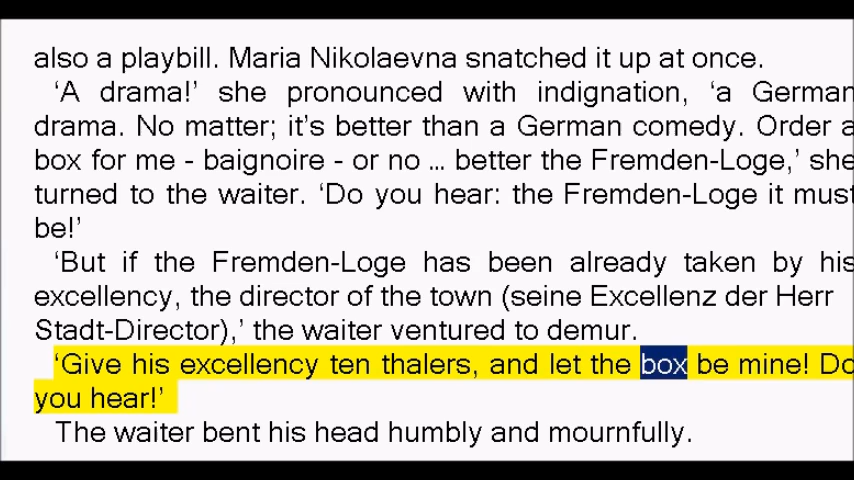 also a playbill. Maria Nikolaevna snatched it up at once.
‘A drama!’ she pronounced with indignation, ‘a German
drama. No matter; it’s better than a German comedy. Order a
box for me - baignoire - or no ... better the Fremden-Loge,’ she
turned to the waiter. ‘Do you hear: the Fremden-Loge it must
be!’
‘But if the Fremden-Loge has been already taken by his
excellency, the director of the town (seine Excellenz der Herr
Stadt-Director),’ the waiter ventured to demur.
‘Give his excellency ten thalers, and let the box be mine! Do
you hear!’
The waiter bent his head humbly and mournfully.